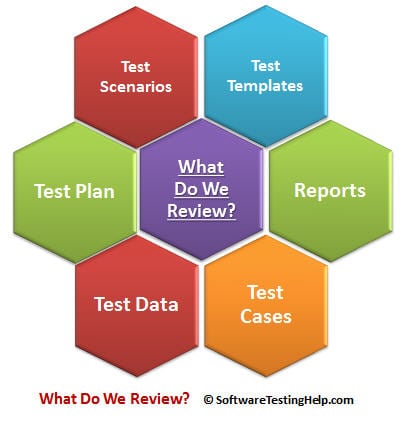 Test
Scenarios
Test
Templates
Test Plan
What
Do We
Review?
Reports
Test Data
Test
Cases
What Do We Review? © SoftwareTestingHelp.com